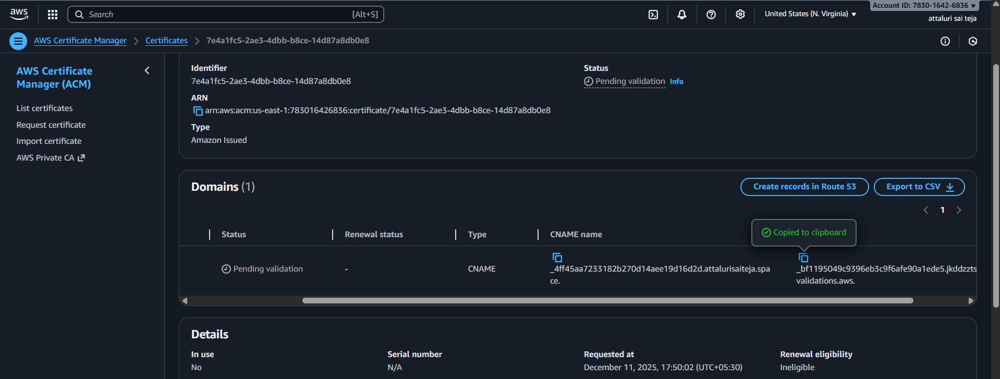 aws
Search
[Alt+S]
United States (N. Virginia)
Account ID: 7830-1642-6836
attaluri sai teja
AWS Certificate Manager
Certificates
7e4a1fc5-2ae3-4dbb-b8ce-14d87a8db0e8
AWS Certificate
Manager (ACM)
List certificates
Request certificate
Import certificate
AWS Private CA
Identifier
7e4a1fc5-2ae3-4dbb-b8ce-14d87a8db0e8
Status
Pending validation Info
ARN
arn:aws:acm:us-east-1:783016426836:certificate/7e4a1fc5-2ae3-4dbb-b8ce-14d87a8db0e8
Type
Amazon Issued
Domains (1)
Create records in Route 53
Export to CSV
1
Status
Renewal status
Type
CNAME name
Copied to clipboard
Pending validation
-
CNAME
_4ff45aa7233182b270d14aee19d16d2d.attalurisaiteja.spa
ce.
_bf1195049c9396eb3c9f6afe90a1ede5.jkddzzts
validations.aws.
Details
In use
No
Serial number
N/A
Requested at
December 11, 2025, 17:50:02 (UTC+05:30)
Renewal eligibility
Ineligible